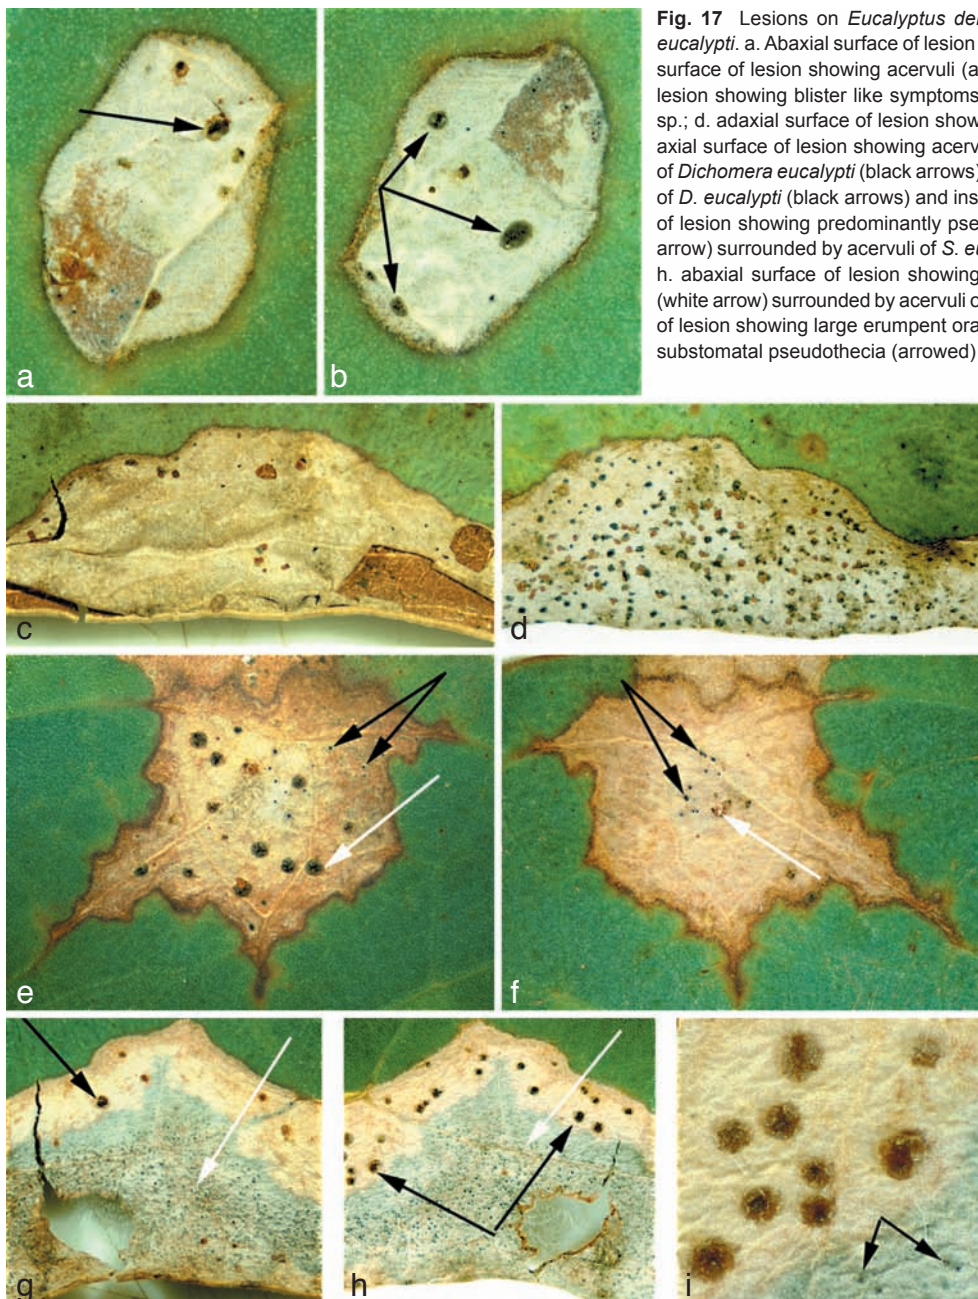 Fig. 17 Lesions on Eucalyptus del
eucalypti. a. Abaxial surface of lesion
surface of lesion showing acervuli (a
lesion showing blister like symptoms
sp.; d. adaxial surface of lesion show
axial surface of lesion showing acerv
of Dichomera eucalypti (black arrows)
of D. eucalypti (black arrows) and ins
of lesion showing predominantly pse
arrow) surrounded by acervuli of S. eu
h. abaxial surface of lesion showing
(white arrow) surrounded by acervuli o
of lesion showing large erumpent ora
substomatal pseudothecia (arrowed)
a
b
c
d
e
f
g
h
i